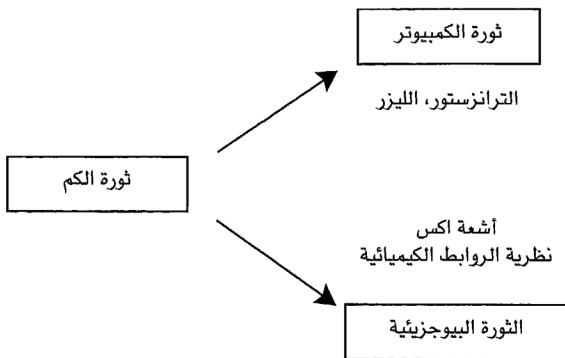 ثورة الكمبيوتر
الترانزستور، الليزر
ثورة الكم
أشعة اكس
نظرية الروابط الكيميائية
الثورة البيوجزيئية